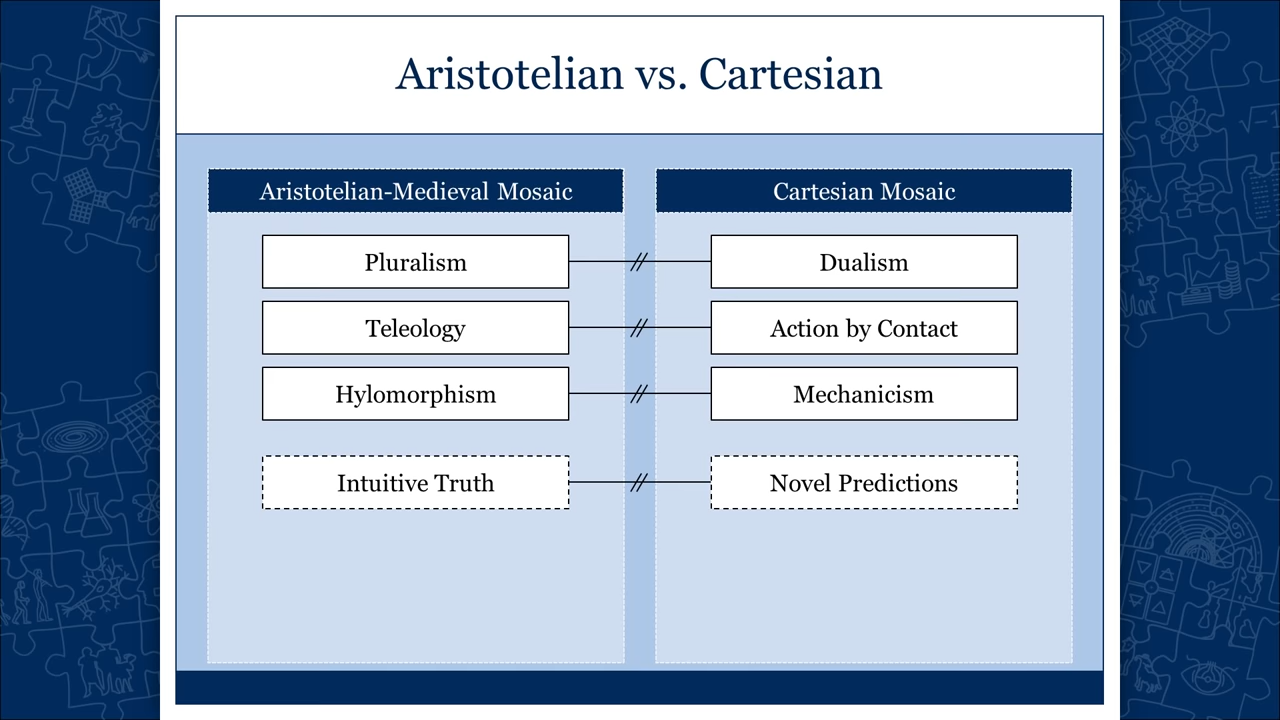 Aristotelian vs. Cartesian
Aristotelian-Medieval Mosaic
Cartesian Mosaic
Pluralism
Dualism
Teleology
Action by Contact
Hylomorphism
Mechanicism
Intuitive Truth
Novel Predictions
√-1